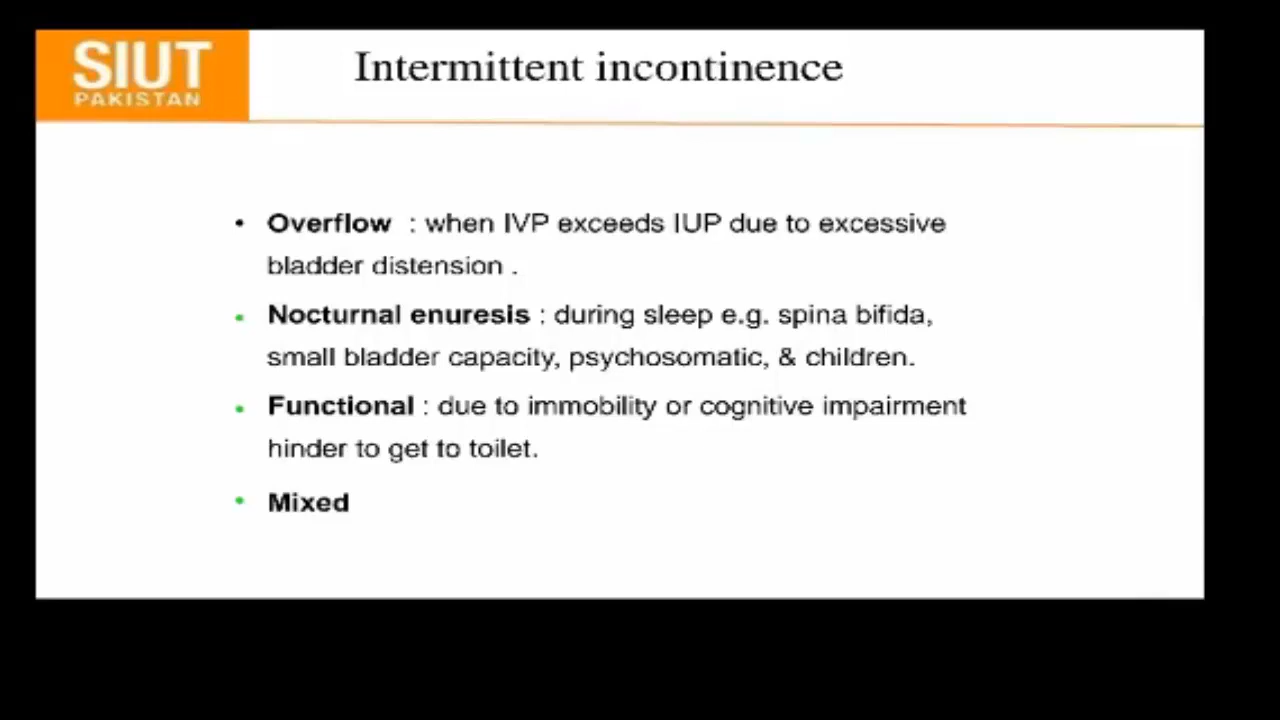 SIUT
PAKISTAN
Intermittent incontinence
• Overflow : when IVP exceeds IUP due to excessive
bladder distension .
• Nocturnal enuresis : during sleep e.g. spina bifida,
small bladder capacity, psychosomatic, & children.
• Functional : due to immobility or cognitive impairment
hinder to get to toilet.
• Mixed